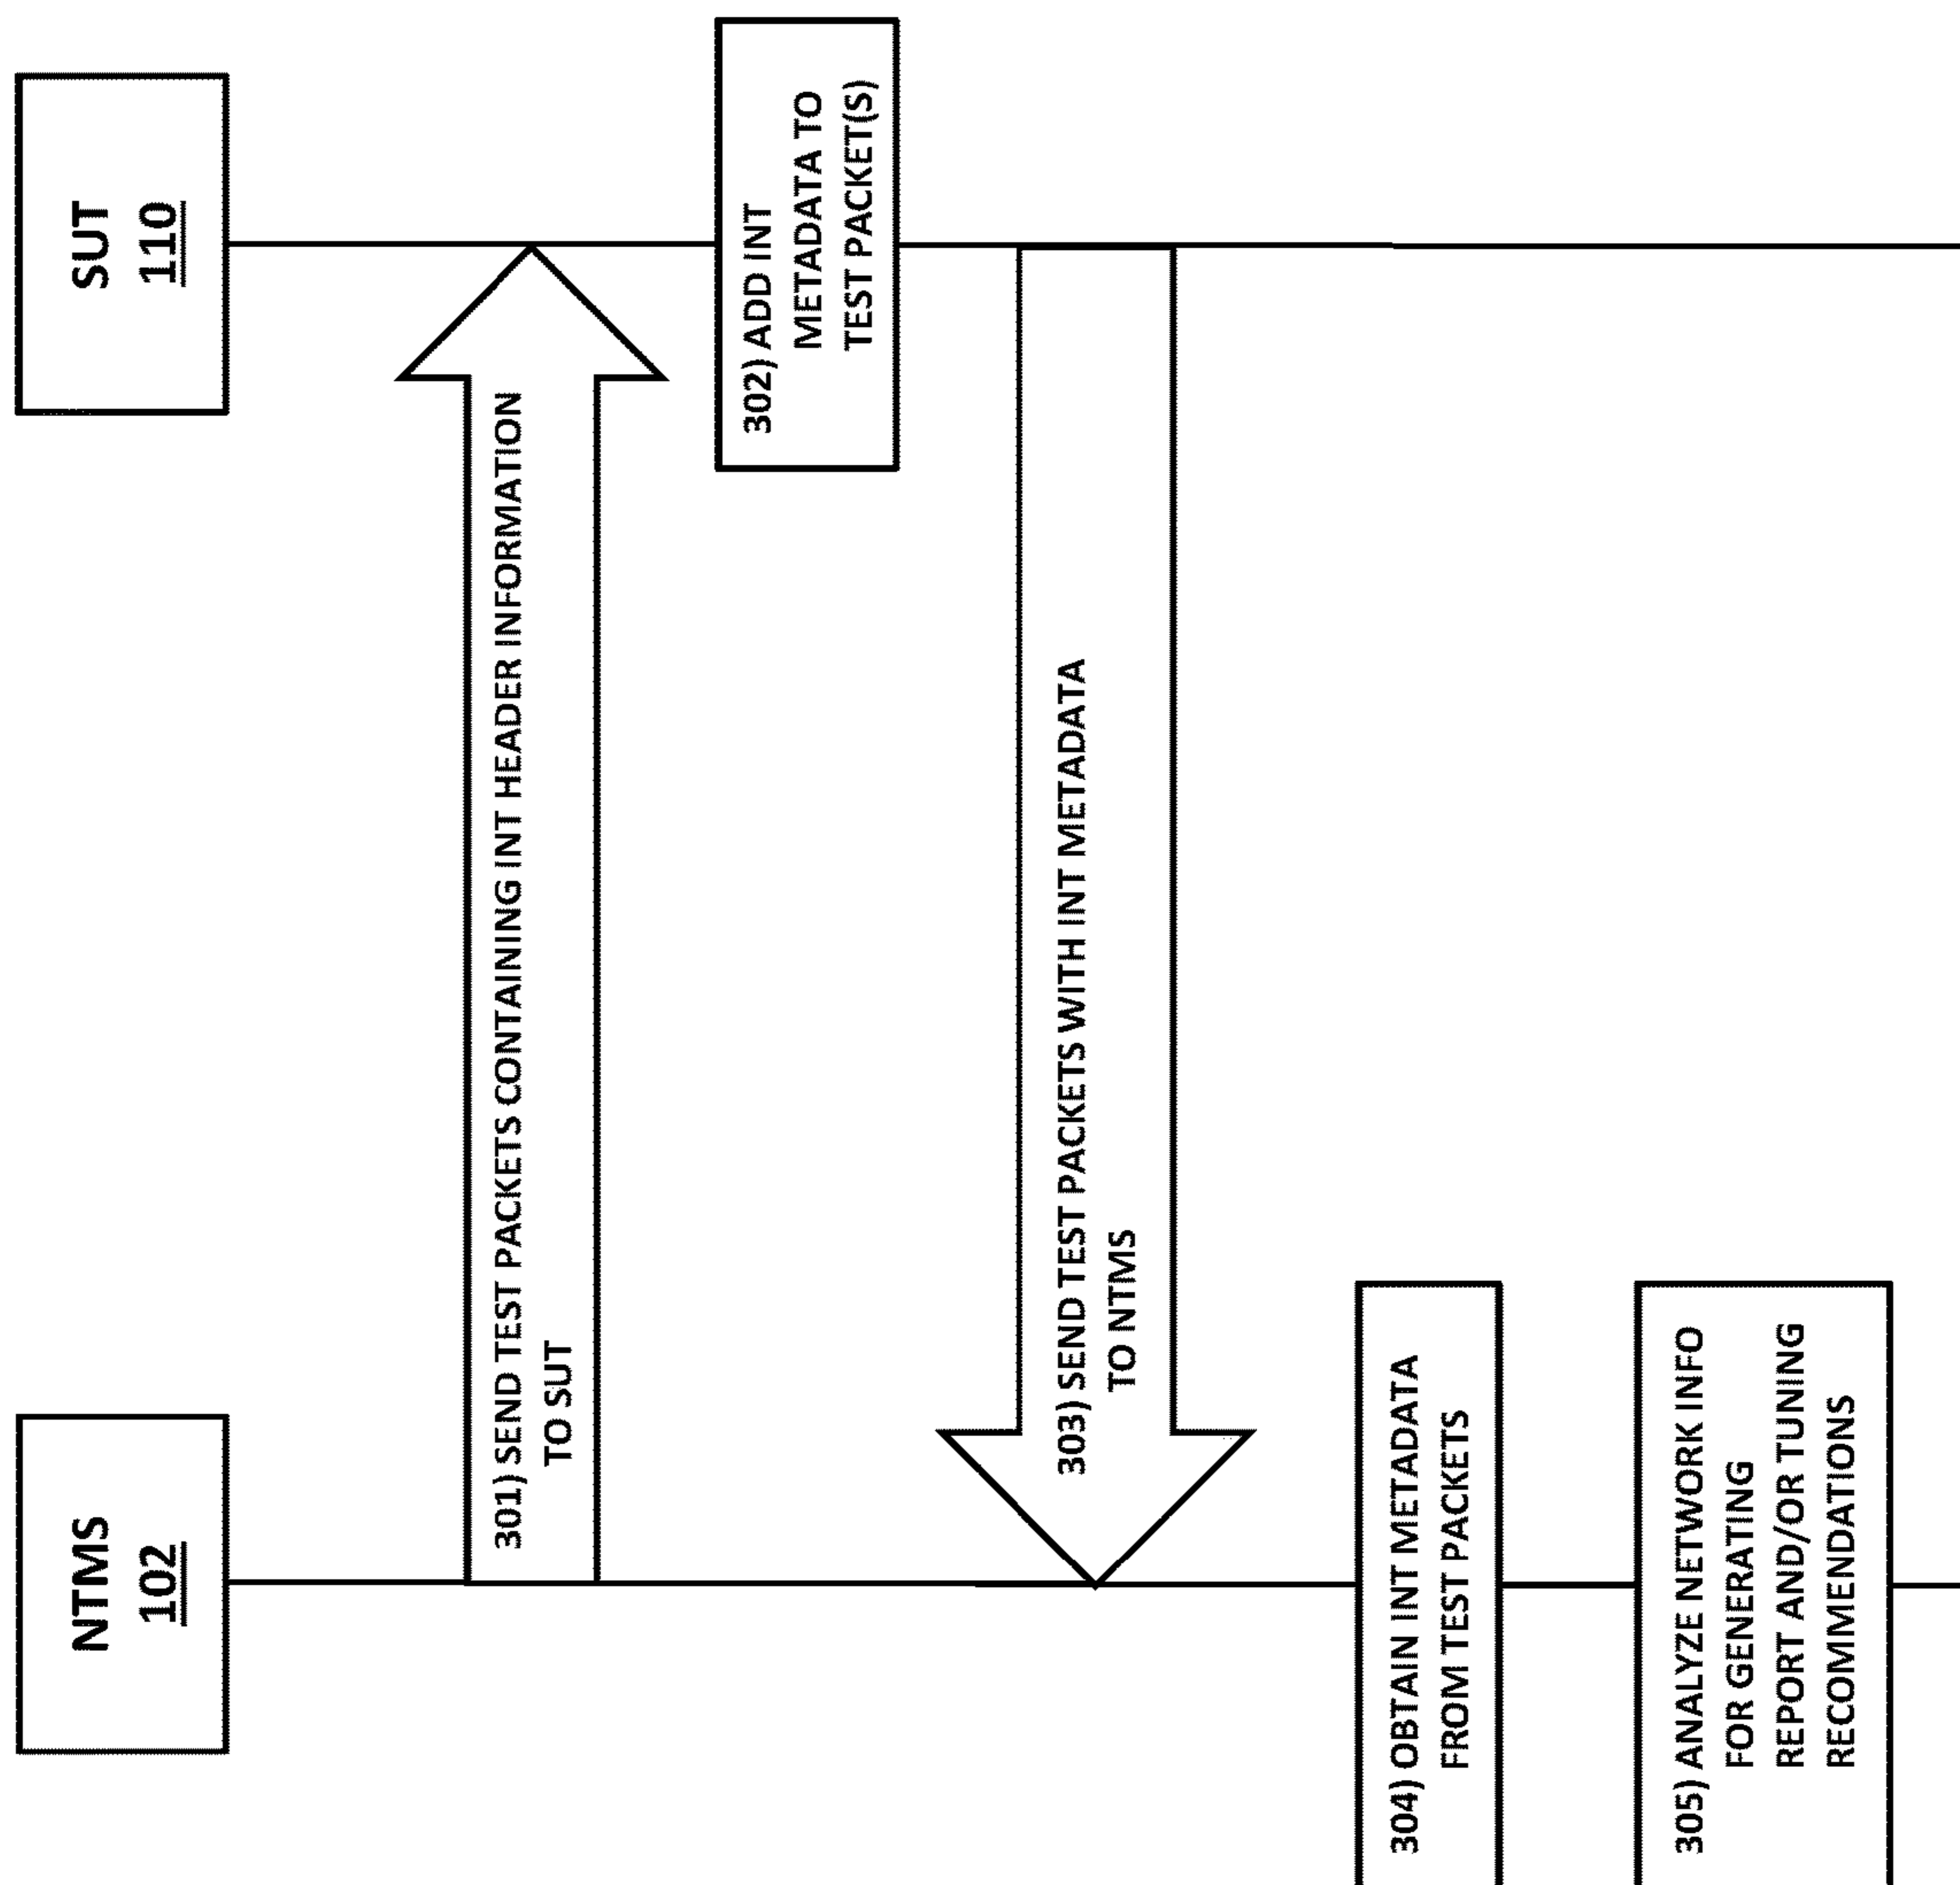 NTMS
102
SUT
110
301) SEND TEST PACKETS CONTAINING INT HEADER INFORMATION
TO SUT
302) ADD INT
METADATA TO
TEST PACKET(S)
303) SEND TEST PACKETS WITH INT METADATA
TO NTMS
304) OBTAIN INT METADATA
FROM TEST PACKETS
305) ANALYZE NETWORK INFO
FOR GENERATING
REPORT AND/OR TUNING
RECOMMENDATIONS